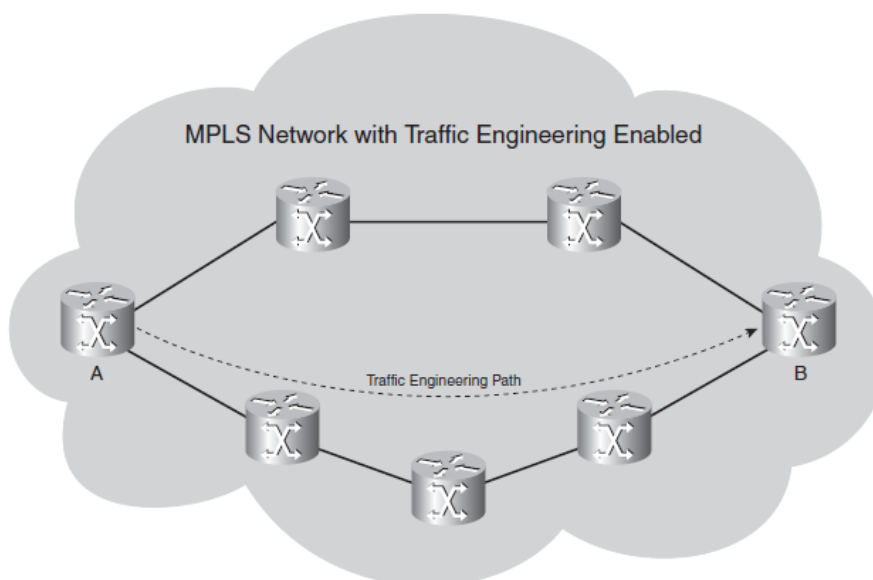 MPLS Network with Traffic Engineering Enabled
A
Traffic Engineering Path
B